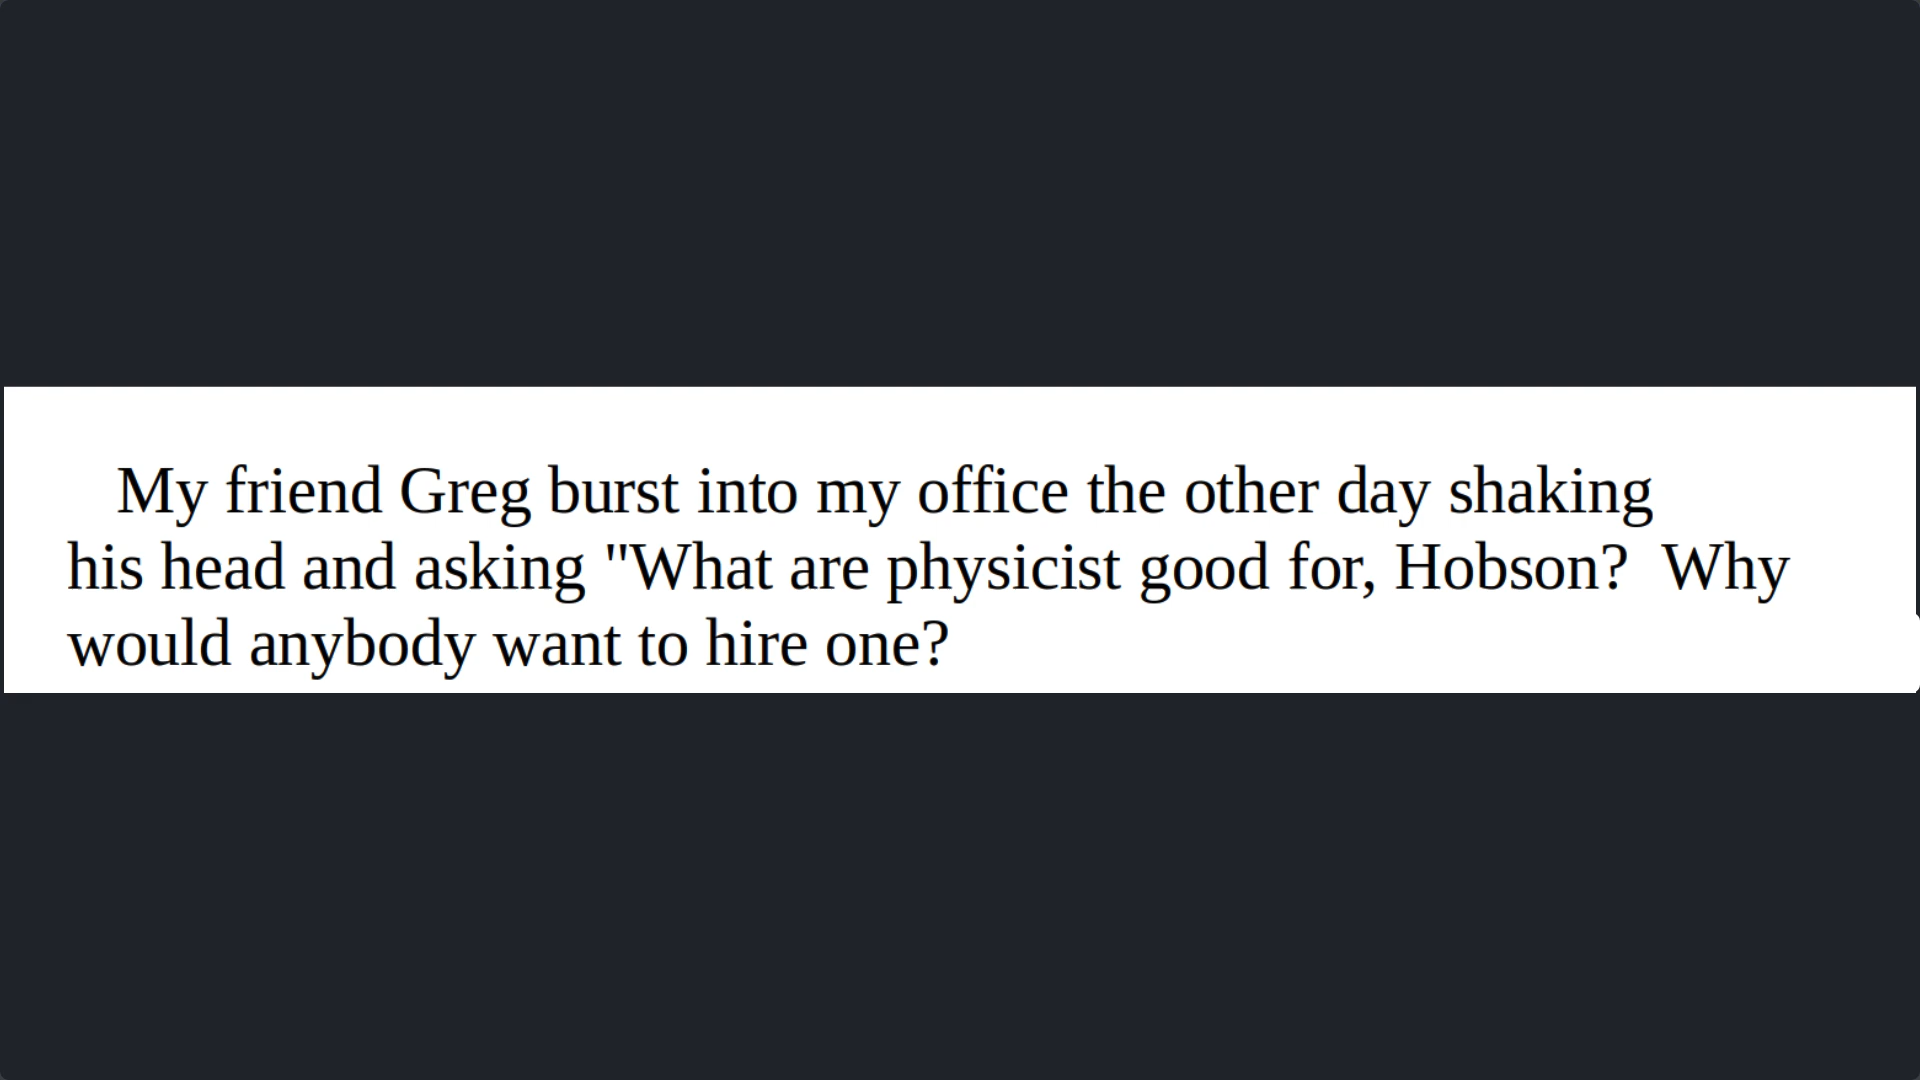 My friend Greg burst into my office the other day shaking
his head and asking "What are physicist good for, Hobson?  Why
would anybody want to hire one?